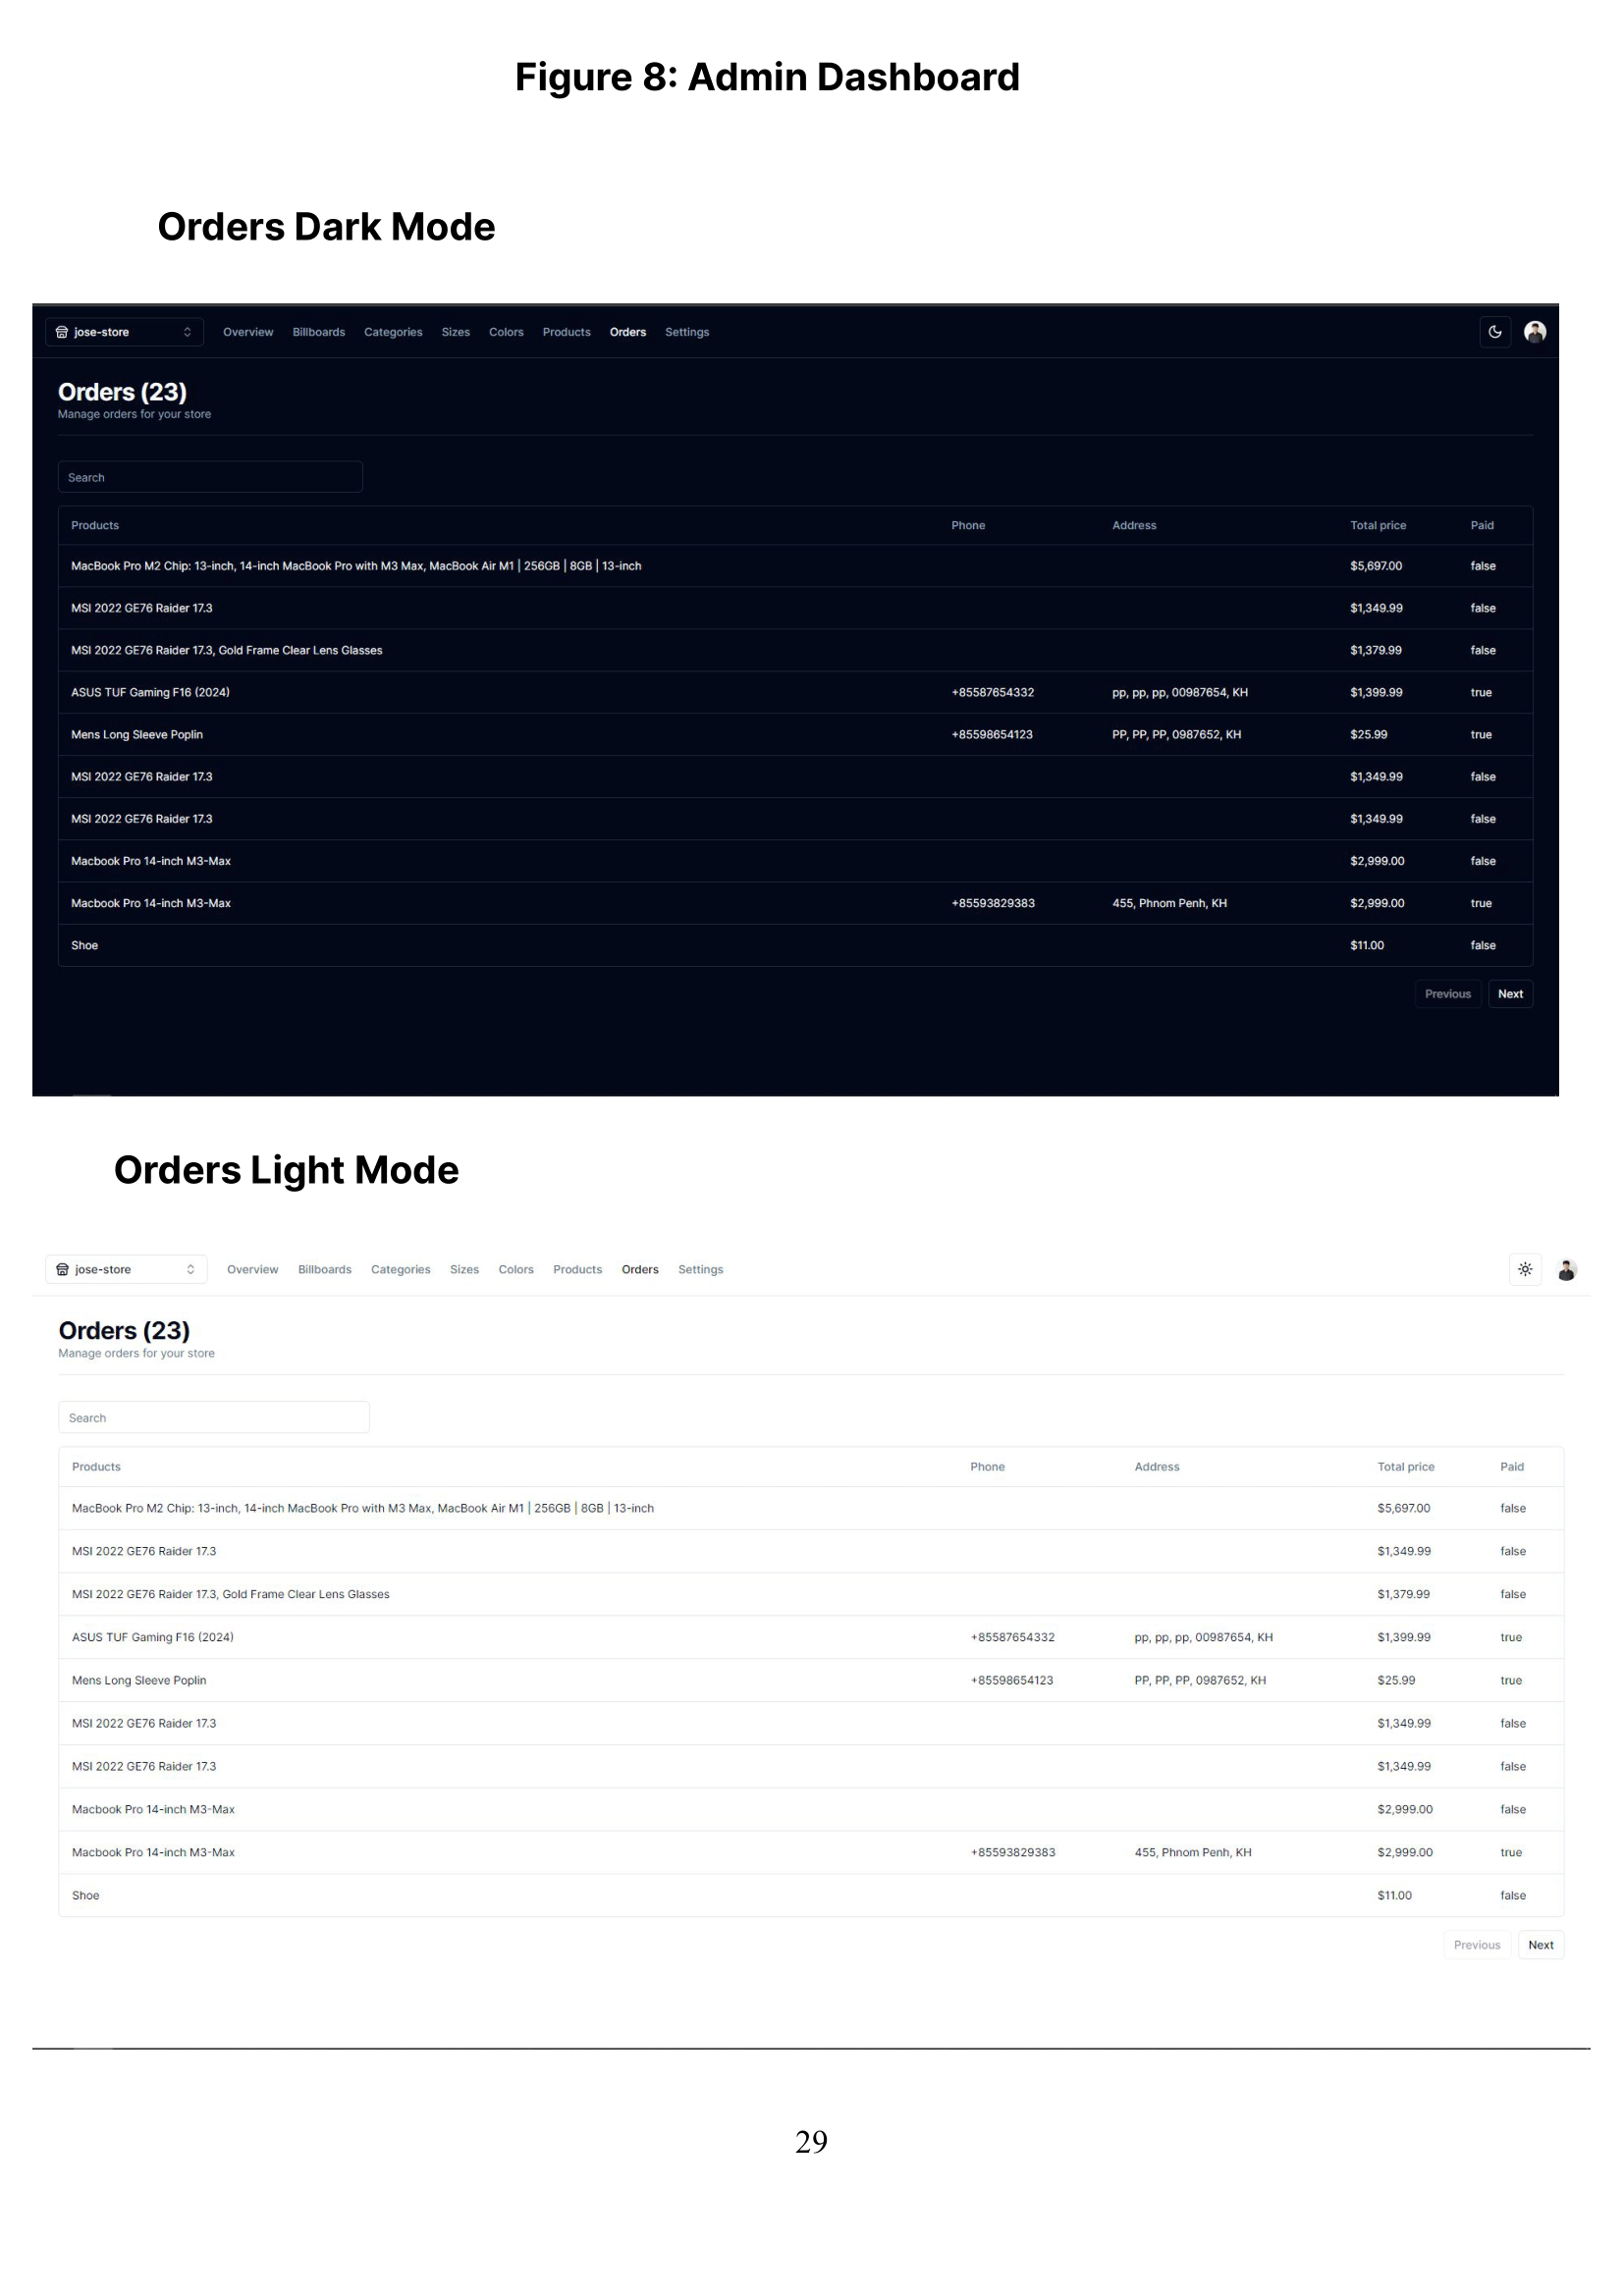 Figure 8: Admin Dashboard
Orders Dark Mode
jose-store Overview Billboards Categories Sizes Colors Products Orders Settings
Orders (23)
Manage orders for your store
Search
Products Phone Address Total price Paid
MacBook Pro M2 Chip: 13-inch, 14-inch MacBook Pro with M3 Max, MacBook Air M1 | 256GB | 8GB | 13-inch $5,697.00 false
MSI 2022 GE76 Raider 17.3 $1,349.99 false
MSI 2022 GE76 Raider 17.3, Gold Frame Clear Lens Glasses $1,379.99 false
ASUS TUF Gaming F16 (2024) +85587654332 pp, pp, pp, 00987654, KH $1,399.99 true
Mens Long Sleeve Poplin +85598654123 PP, PP, PP, 0987652, KH $25.99 true
MSI 2022 GE76 Raider 17.3 $1,349.99 false
MSI 2022 GE76 Raider 17.3 $1,349.99 false
Macbook Pro 14-inch M3-Max $2,999.00 false
Macbook Pro 14-inch M3-Max +85593829383 455, Phnom Penh, KH $2,999.00 true
Shoe $11.00 false
Previous Next
Orders Light Mode
jose-store Overview Billboards Categories Sizes Colors Products Orders Settings
Orders (23)
Manage orders for your store
Search
Products Phone Address Total price Paid
MacBook Pro M2 Chip: 13-inch, 14-inch MacBook Pro with M3 Max, MacBook Air M1 | 256GB | 8GB | 13-inch $5,697.00 false
MSI 2022 GE76 Raider 17.3 $1,349.99 false
MSI 2022 GE76 Raider 17.3, Gold Frame Clear Lens Glasses $1,379.99 false
ASUS TUF Gaming F16 (2024) +85587654332 pp, pp, pp, 00987654, KH $1,399.99 true
Mens Long Sleeve Poplin +85598654123 PP, PP, PP, 0987652, KH $25.99 true
MSI 2022 GE76 Raider 17.3 $1,349.99 false
MSI 2022 GE76 Raider 17.3 $1,349.99 false
Macbook Pro 14-inch M3-Max $2,999.00 false
Macbook Pro 14-inch M3-Max +85593829383 455, Phnom Penh, KH $2,999.00 true
Shoe $11.00 false
Previous Next
29